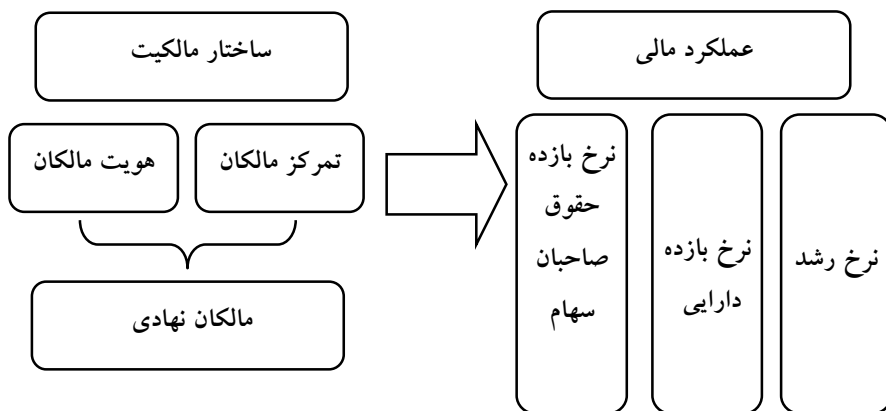 ساختار مالکیت
عملکرد مالی
تمرکز مالکان
هویت مالکان
مالکان نهادی
نرخ بازده
حقوق
صاحبان
سهام
نرخ بازده
دارایی
نرخ رشد